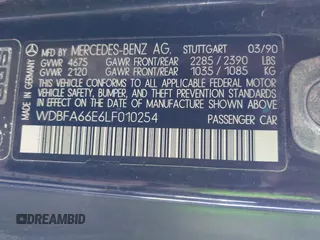 MFD BY MERCEDES-BENZ AG. STUTTGART 03/90
GVWR 4675 GAWR FRONT/REAR 2285/2390 LBS
GVWR 2120 GAWR FRONT/REAR 1035/1085 KG
THIS VEHICLE CONFORMS TO ALL APPLICABLE FEDERAL MOTOR
VEHICLE SAFETY, BUMPER, AND THEFT PREVENTION STANDARDS
IN EFFECT ON THE DATE OF MANUFACTURE SHOWN ABOVE.
WDBFA66E6LF010254 PASSENGER CAR
DREAMBID